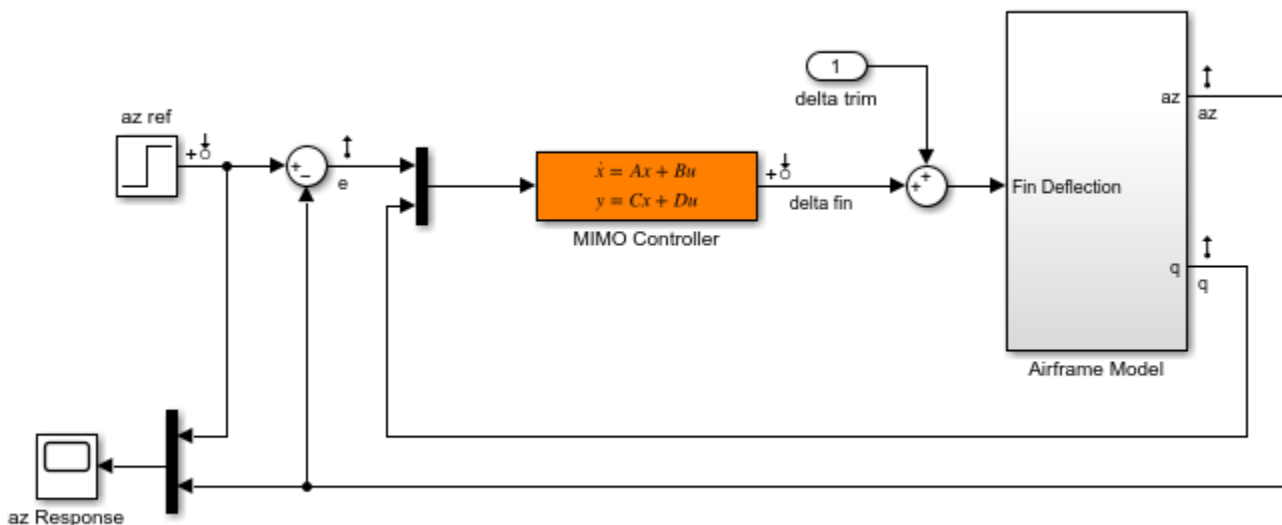 az ref
+
+
−
e
ẋ = Ax + Bu
y = Cx + Du
MIMO Controller
+
delta fin
1
delta trim
+
+
Fin Deflection
az
az
q
q
Airframe Model
az Response